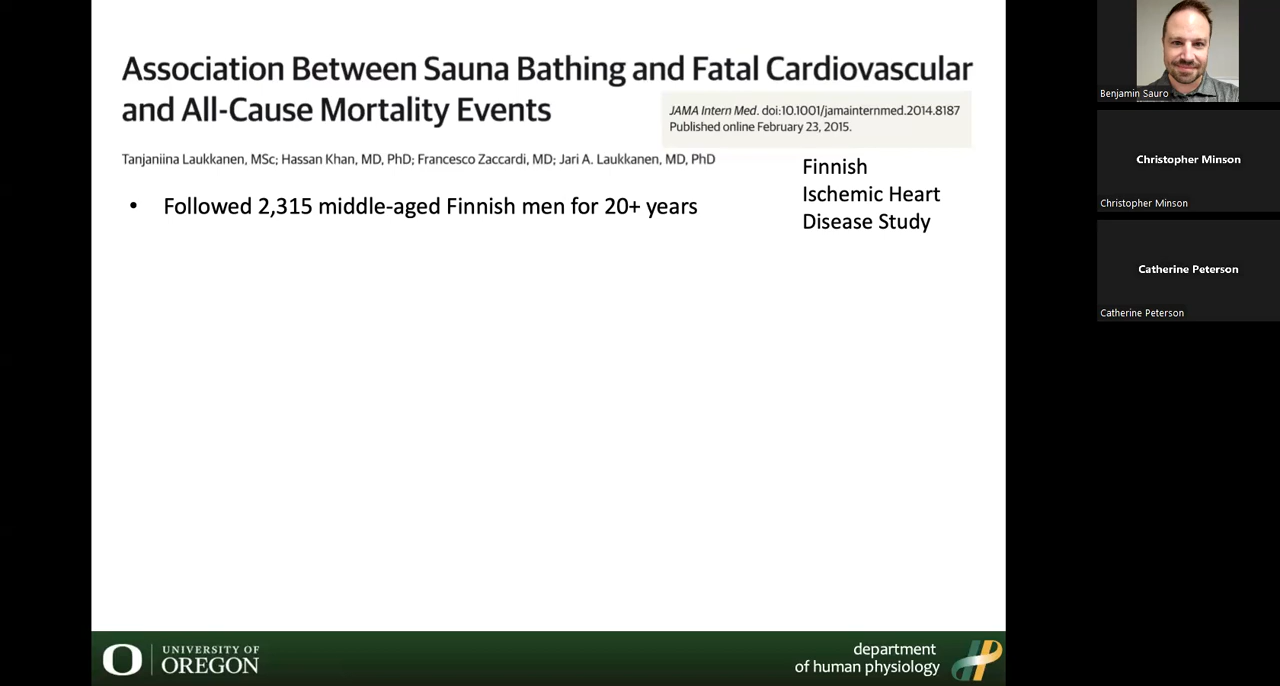 Association Between Sauna Bathing and Fatal Cardiovascular
and All-Cause Mortality Events
JAMA Intern Med. doi:10.1001/jamainternmed.2014.8187
Published online February 23, 2015.
Tanjaniina Laukkanen, MSc; Hassan Khan, MD, PhD; Francesco Zaccardi, MD; Jari A. Laukkanen, MD, PhD
Finnish
Ischemic Heart
Disease Study
• Followed 2,315 middle-aged Finnish men for 20+ years
O UNIVERSITY OF
OREGON
department
of human physiology
Benjamin Sauro
Christopher Minson
Christopher Minson
Catherine Peterson
Catherine Peterson